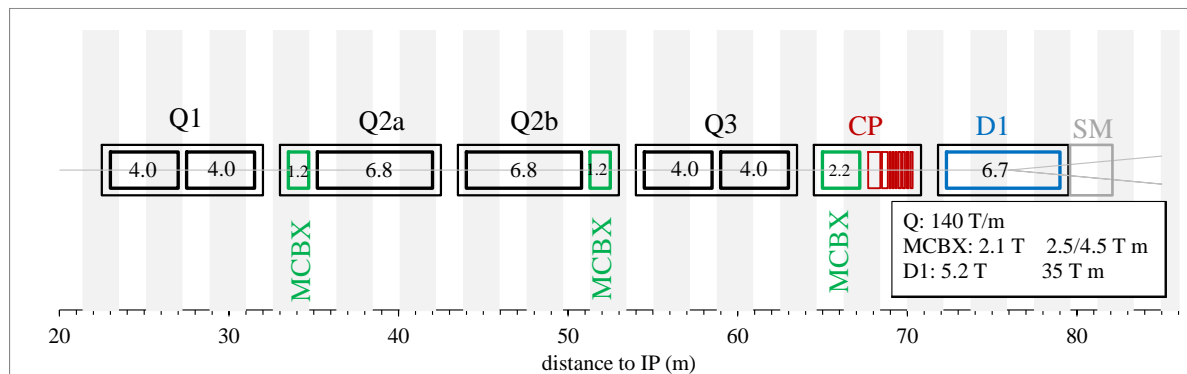 Q1 Q2a Q2b Q3 CP D1 SM
4.0 4.0 1.2 6.8 6.8 1.2 4.0 4.0 2.2 6.7
MCBX MCBX MCBX
Q: 140 T/m
MCBX: 2.1 T 2.5/4.5 T m
D1: 5.2 T 35 T m
20 30 40 50 60 70 80
distance to IP (m)